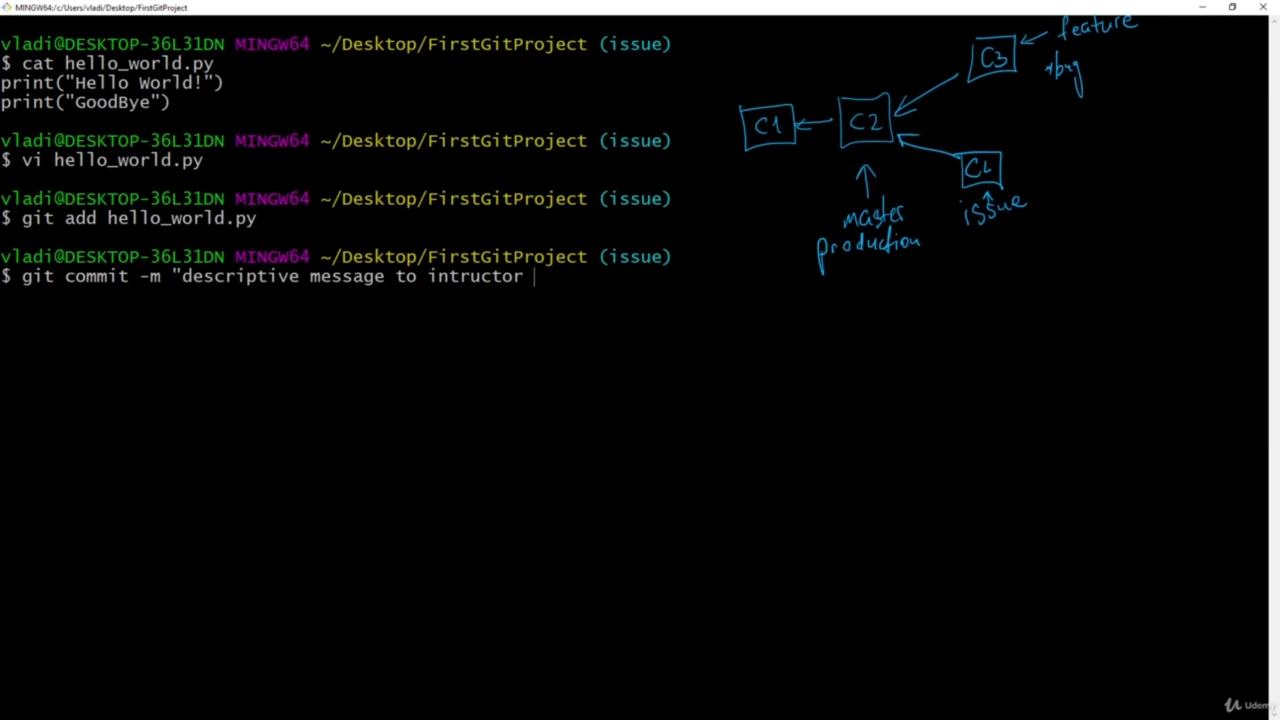 MINGW64:/c/Users/vladi/Desktop/FirstGitProject
vladi@DESKTOP-36L31DN MINGW64 ~/Desktop/FirstGitProject (issue)
$ cat hello_world.py
print("Hello World!")
print("GoodBye")
vladi@DESKTOP-36L31DN MINGW64 ~/Desktop/FirstGitProject (issue)
$ vi hello_world.py
vladi@DESKTOP-36L31DN MINGW64 ~/Desktop/FirstGitProject (issue)
$ git add hello_world.py
vladi@DESKTOP-36L31DN MINGW64 ~/Desktop/FirstGitProject (issue)
$ git commit -m "descriptive message to intructor
feature
C3
*bug
C1
C2
issue
master
production
Udemy